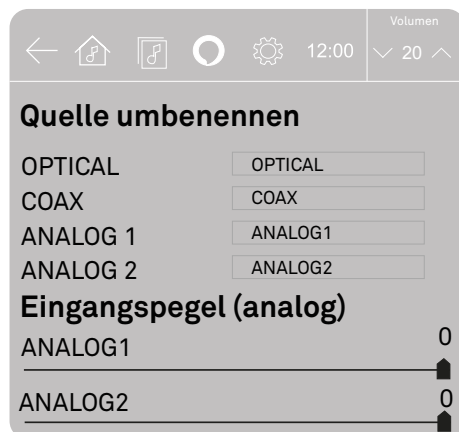 Volumen
12:00 20
Quelle umbenennen
OPTICAL OPTICAL
COAX COAX
ANALOG 1 ANALOG1
ANALOG 2 ANALOG2
Eingangspegel (analog)
ANALOG1 0
ANALOG2 0